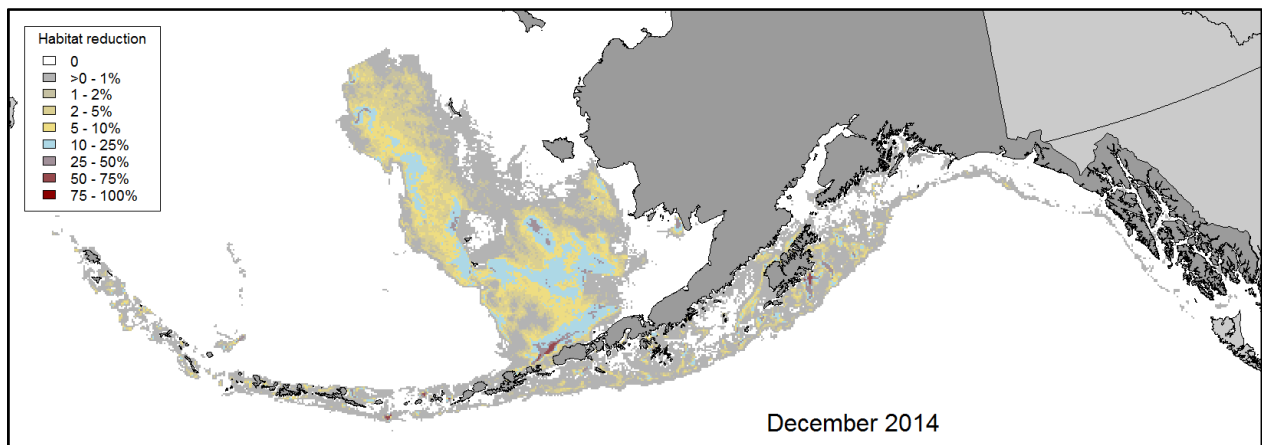 Habitat reduction
0
>0 - 1%
1 - 2%
2 - 5%
5 - 10%
10 - 25%
25 - 50%
50 - 75%
75 - 100%
December 2014